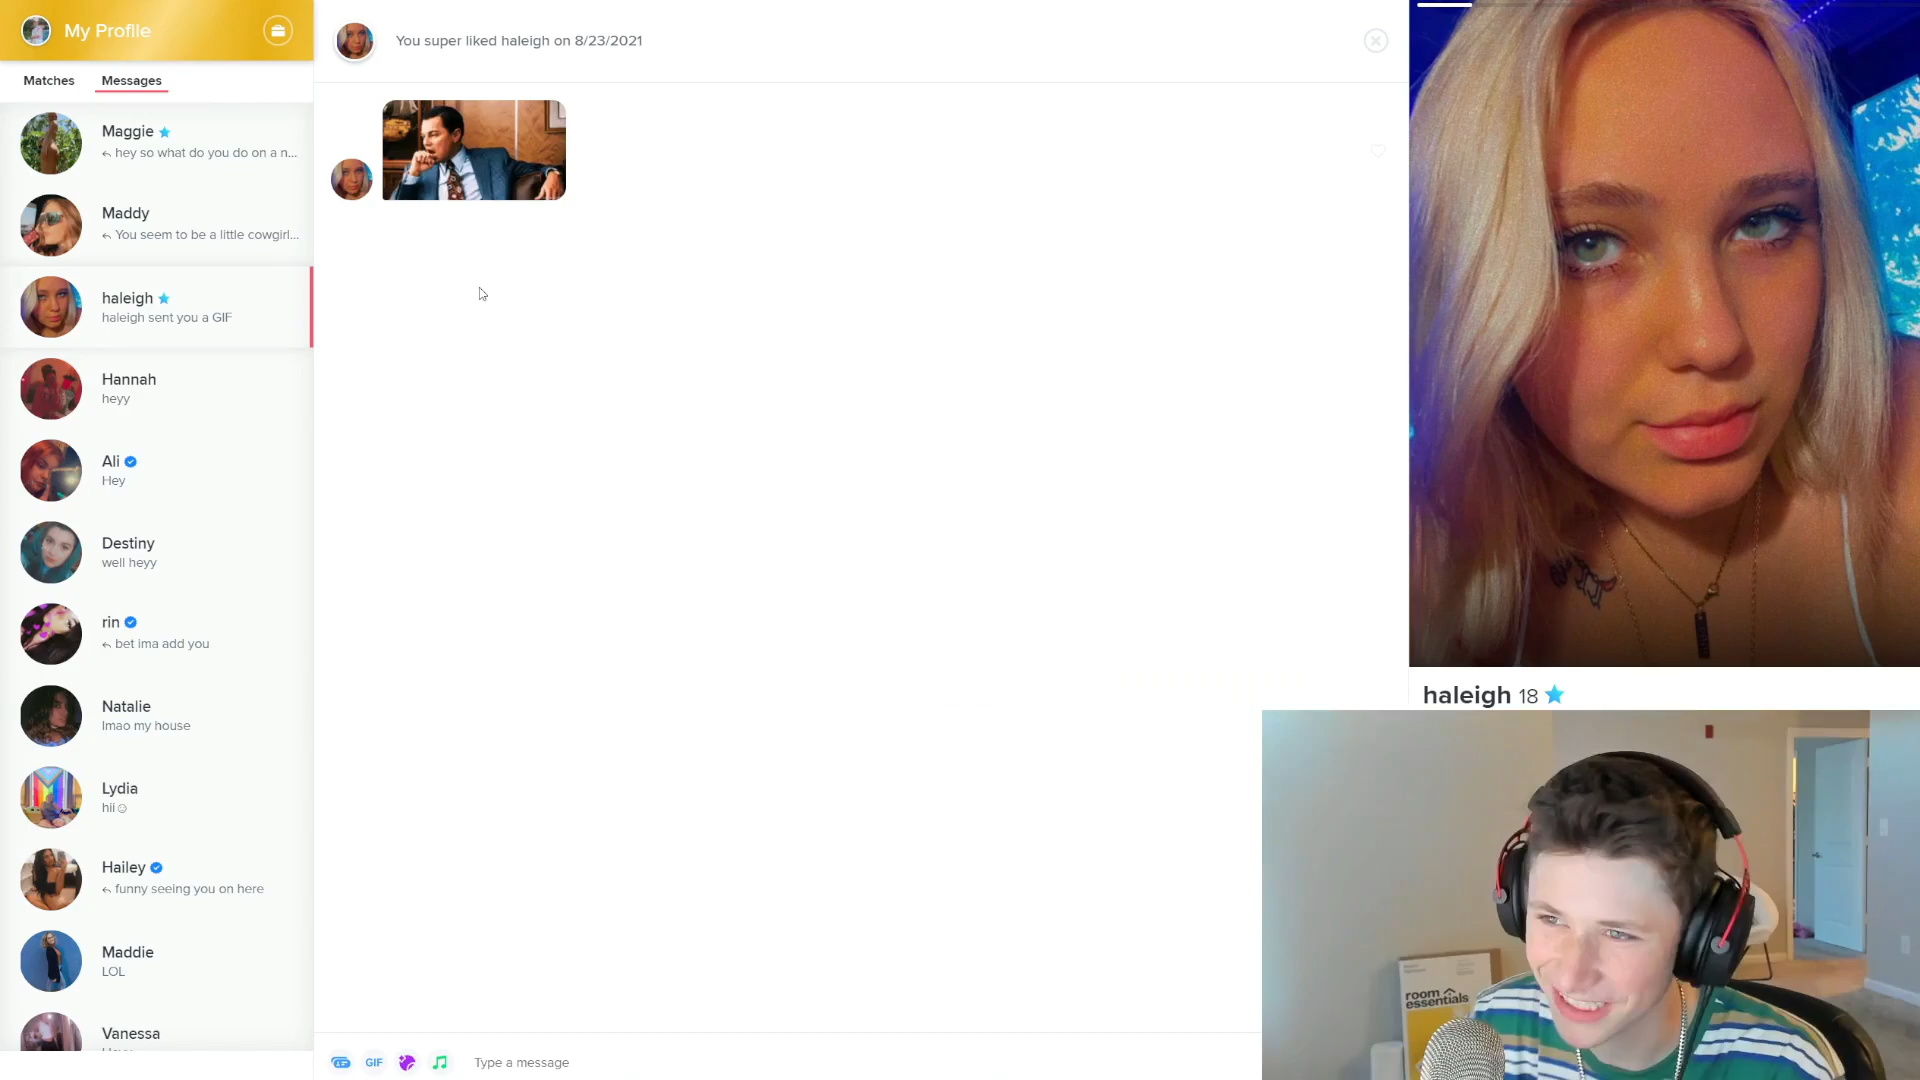 My Profile
Matches Messages
Maggie
hey so what do you do on a n...
Maddy
You seem to be a little cowgirl...
haleigh
haleigh sent you a GIF
Hannah
heyy
Ali
Hey
Destiny
well heyy
rin
bet ima add you
Natalie
lmao my house
Lydia
hii
Hailey
funny seeing you on here
Maddie
LOL
Vanessa
You super liked haleigh on 8/23/2021
GIF
Type a message
haleigh 18
room
essentials